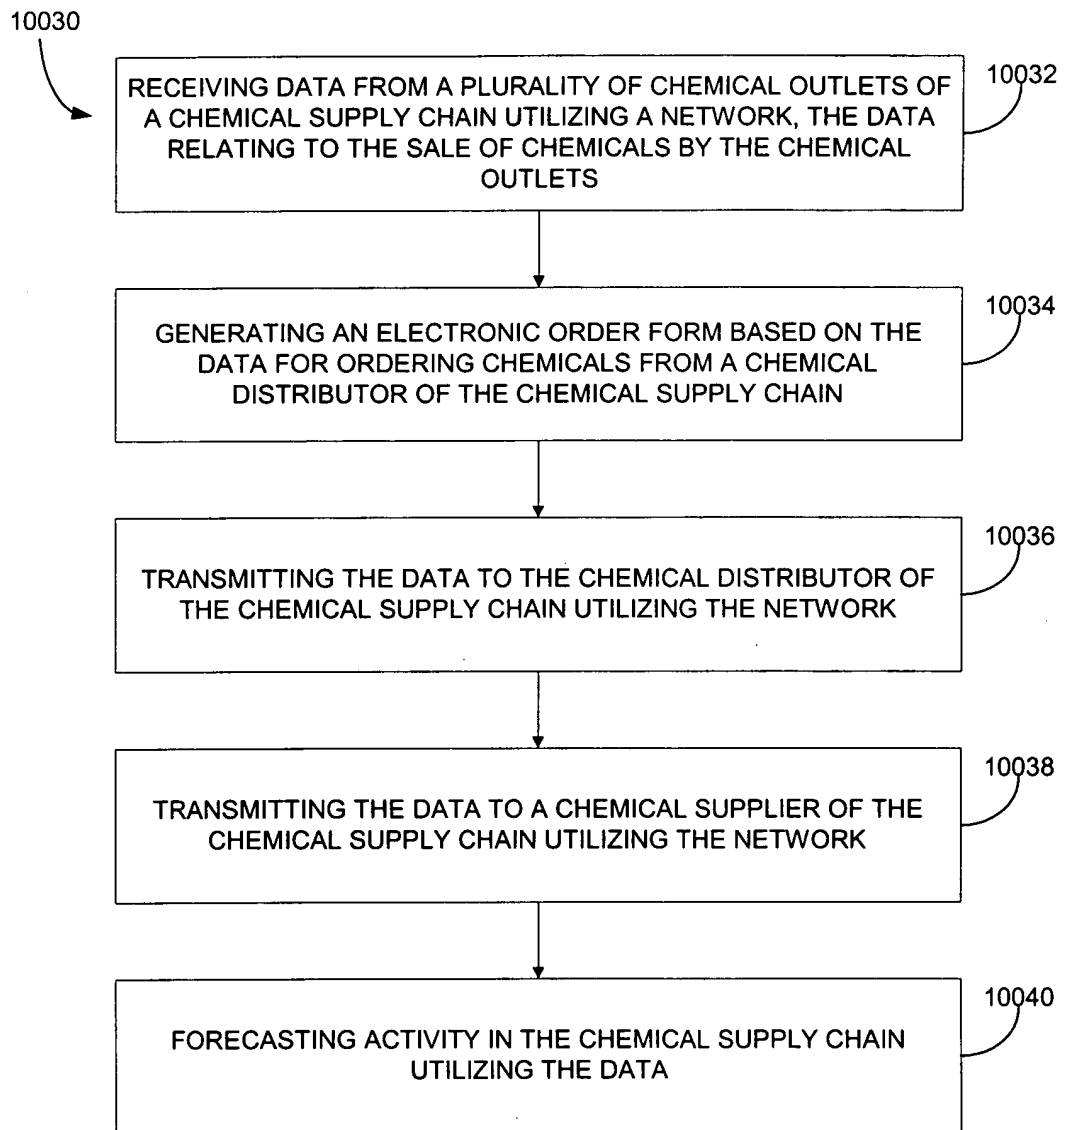 10030
10032
RECEIVING DATA FROM A PLURALITY OF CHEMICAL OUTLETS OF
A CHEMICAL SUPPLY CHAIN UTILIZING A NETWORK, THE DATA
RELATING TO THE SALE OF CHEMICALS BY THE CHEMICAL
OUTLETS
10034
GENERATING AN ELECTRONIC ORDER FORM BASED ON THE
DATA FOR ORDERING CHEMICALS FROM A CHEMICAL
DISTRIBUTOR OF THE CHEMICAL SUPPLY CHAIN
10036
TRANSMITTING THE DATA TO THE CHEMICAL DISTRIBUTOR OF
THE CHEMICAL SUPPLY CHAIN UTILIZING THE NETWORK
10038
TRANSMITTING THE DATA TO A CHEMICAL SUPPLIER OF THE
CHEMICAL SUPPLY CHAIN UTILIZING THE NETWORK
10040
FORECASTING ACTIVITY IN THE CHEMICAL SUPPLY CHAIN
UTILIZING THE DATA